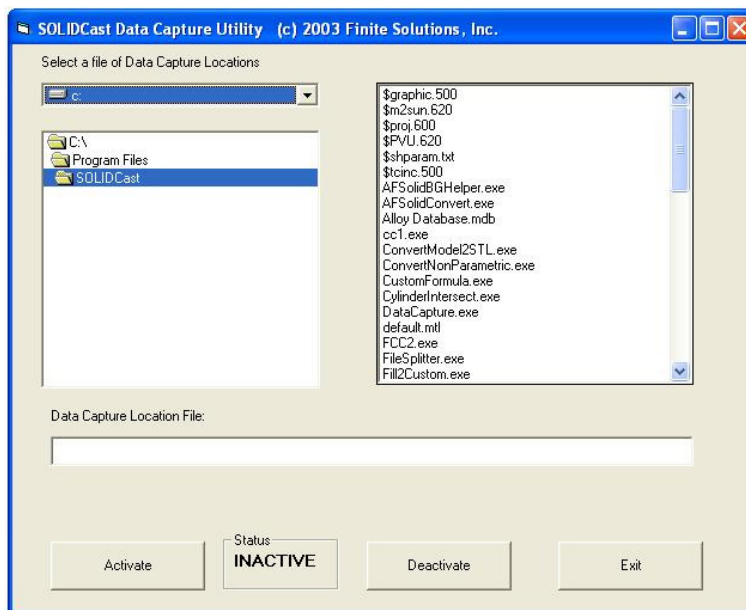 SOLIDCast Data Capture Utility (c) 2003 Finite Solutions, Inc.
Select a file of Data Capture Locations
c:
C:\
Program Files
SOLIDCast
$graphic.500
$m2sun.620
$proj.600
$PVU.620
$shparam.txt
$tcinc.500
AFSolidBGHelper.exe
AFSolidConvert.exe
Alloy Database.mdb
cc1.exe
ConvertModel2STL.exe
ConvertNonParametric.exe
CustomFormula.exe
CylinderIntersect.exe
DataCapture.exe
default.mtl
FCC2.exe
FileSplitter.exe
Fill2Custom.exe
Data Capture Location File:
Activate
Status
INACTIVE
Deactivate
Exit